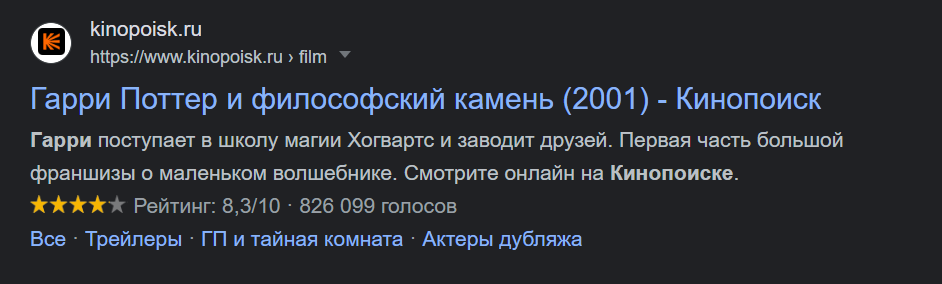 kinopoisk.ru
https://www.kinopoisk.ru › film
Гарри Поттер и философский камень (2001) - Кинопоиск
Гарри поступает в школу магии Хогвартс и заводит друзей. Первая часть большой
франшизы о маленьком волшебнике. Смотрите онлайн на Кинопоиске.
Рейтинг: 8,3/10 · 826 099 голосов
Все · Трейлеры · ГП и тайная комната · Актеры дубляжа